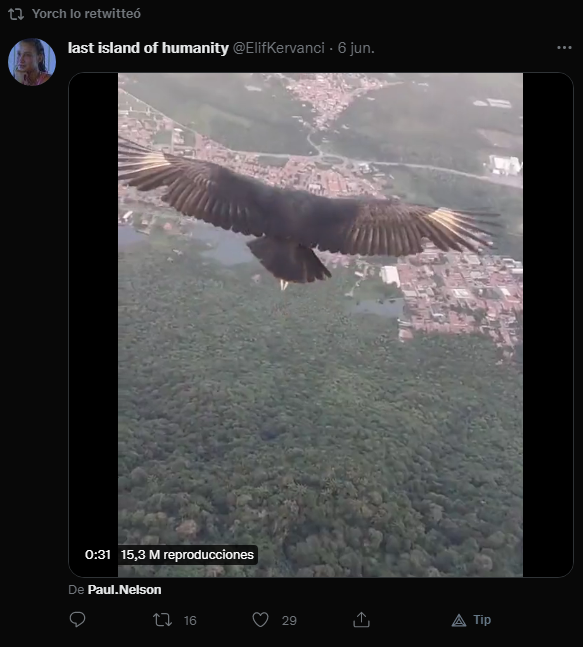 Yorch lo retwitteó
last island of humanity @ElifKervanci · 6 jun.
0:31 15,3 M reproducciones
De Paul.Nelson
16 29 Tip